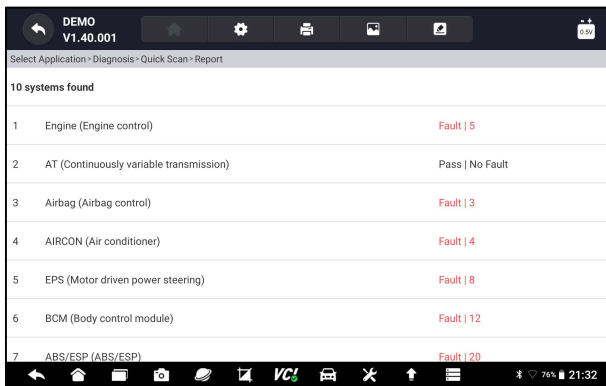 DEMO
V1.40.001
0.5V
Select Application > Diagnosis > Quick Scan > Report
10 systems found
1 Engine (Engine control) Fault | 5
2 AT (Continuously variable transmission) Pass | No Fault
3 Airbag (Airbag control) Fault | 3
4 AIRCON (Air conditioner) Fault | 4
5 EPS (Motor driven power steering) Fault | 8
6 BCM (Body control module) Fault | 12
7 ABS/ESP (ABS/ESP) Fault | 20
VCI 76% 21:32